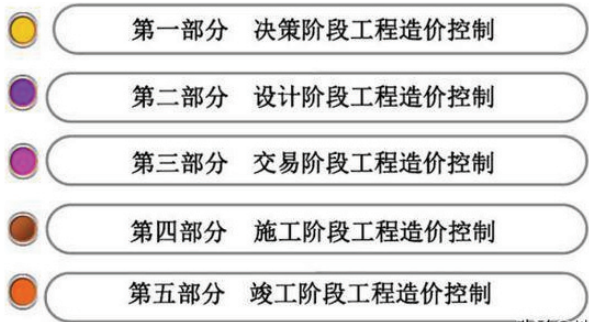 第一部分 决策阶段工程造价控制
第二部分 设计阶段工程造价控制
第三部分 交易阶段工程造价控制
第四部分 施工阶段工程造价控制
第五部分 竣工阶段工程造价控制